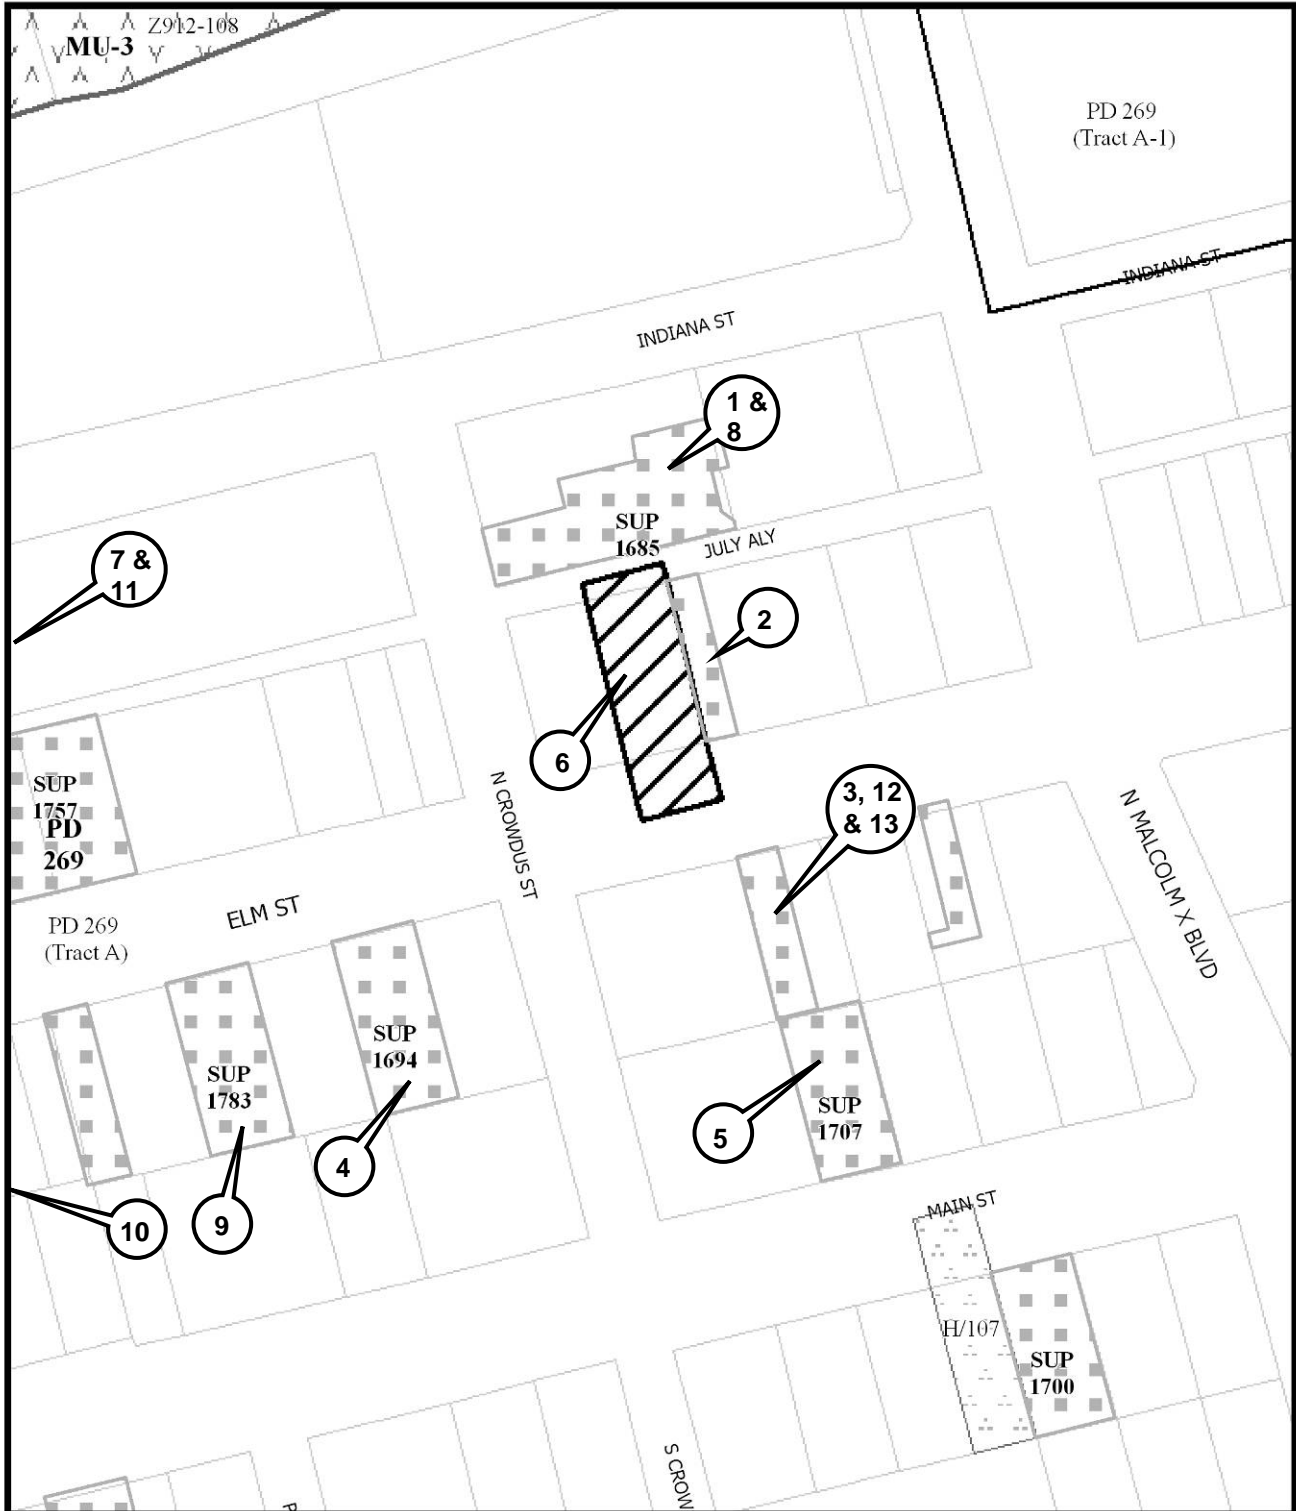 Z912-108
MU-3
PD 269
(Tract A-1)
INDIANA ST
INDIANA ST
1 &
8
SUP
1685
JULY ALY
7 &
11
2
6
SUP
1757
PD
269
N CROWDUS ST
3, 12
& 13
N MALCOLM X BLVD
ELM ST
PD 269
(Tract A)
SUP
1694
SUP
1783
5
SUP
1707
4
9
10
MAIN ST
H/107
SUP
1700
S CROW